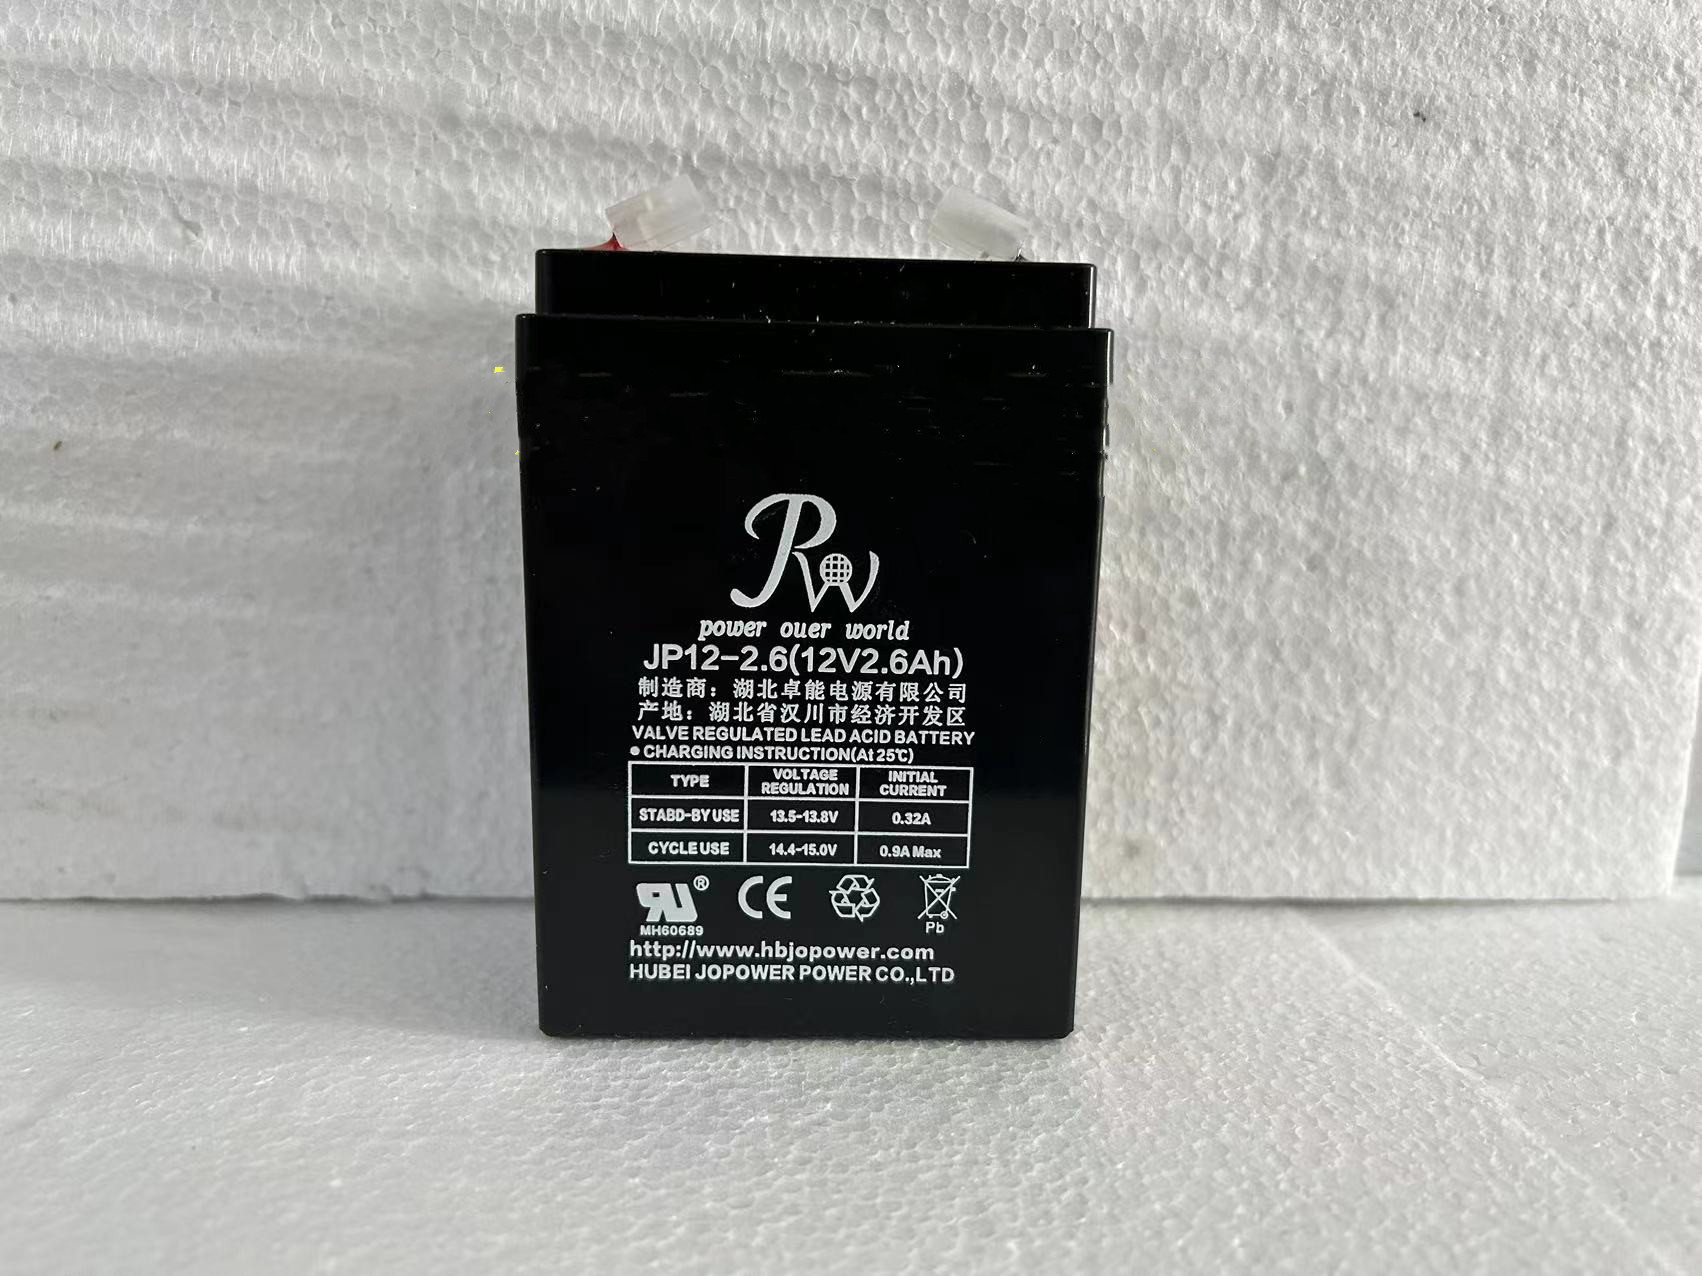 JPW
power ouer world
JP12-2.6(12V2.6Ah)
制造商：湖北卓能电源有限公司
产地：湖北省汉川市经济开发区
VALVE REGULATED LEAD ACID BATTERY
● CHARGING INSTRUCTION(At 25℃)
TYPE VOLTAGE REGULATION INITIAL CURRENT
STABD-BY USE 13.5-13.8V 0.32A
CYCLE USE 14.4-15.0V 0.9A Max
RU® CE
MH60689 Pb
http://www.hbjopower.com
HUBEI JOPOWER POWER CO.,LTD